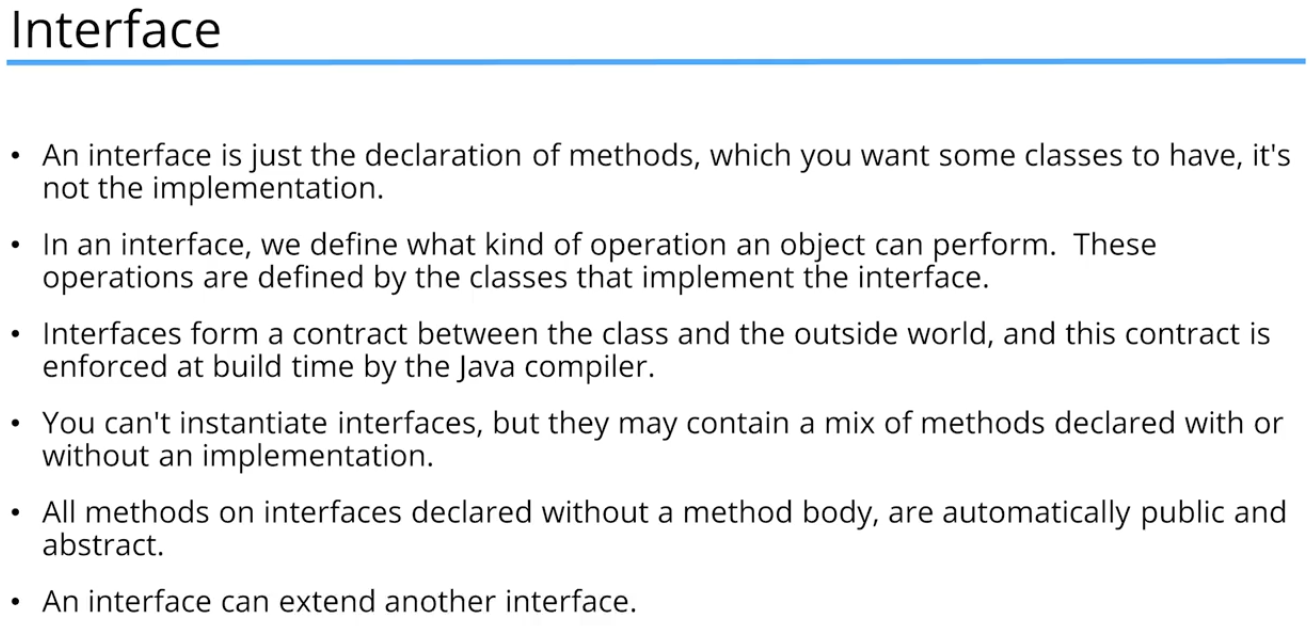 Interface
• An interface is just the declaration of methods, which you want some classes to have, it's
not the implementation.
• In an interface, we define what kind of operation an object can perform.  These
operations are defined by the classes that implement the interface.
• Interfaces form a contract between the class and the outside world, and this contract is
enforced at build time by the Java compiler.
• You can't instantiate interfaces, but they may contain a mix of methods declared with or
without an implementation.
• All methods on interfaces declared without a method body, are automatically public and
abstract.
• An interface can extend another interface.